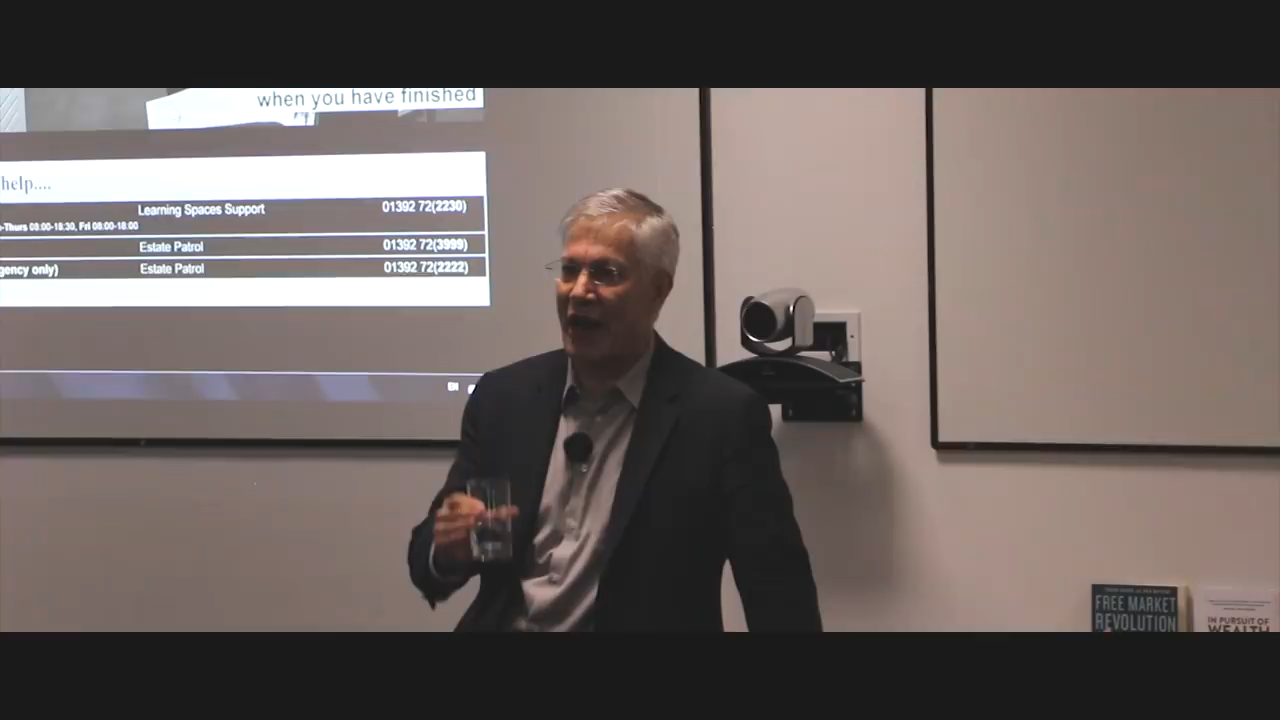 when you have finished
help....
Learning Spaces Support 01392 72(2230)
-Thurs 08:00-18:30, Fri 08:00-18:00
Estate Patrol 01392 72(3999)
gency only) Estate Patrol 01392 72(2222)
EN
FREE MARKET
REVOLUTION
IN PURSUIT OF
WEALTH